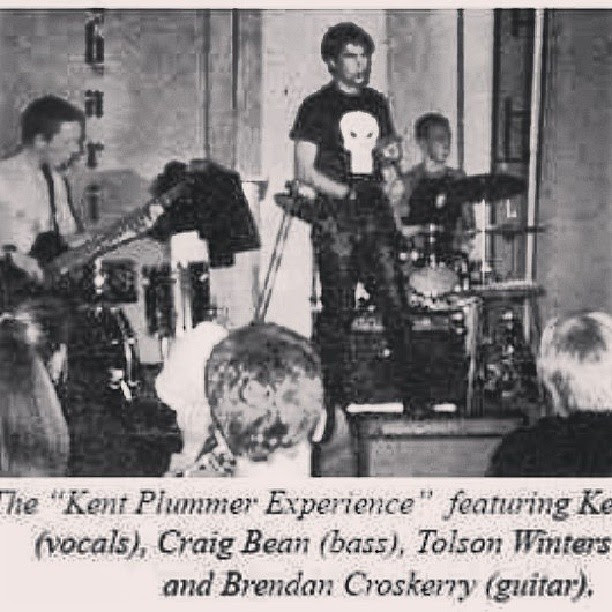 The "Kent Plummer Experience" featuring Ke
(vocals), Craig Bean (bass), Tolson Winters
and Brendan Croskerry (guitar).